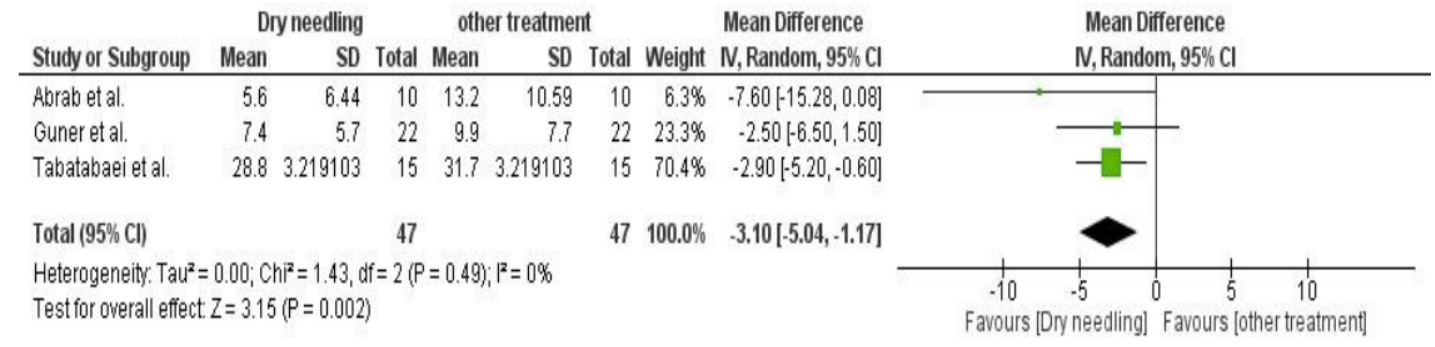 Dry needling other treatment Mean Difference Mean Difference
Study or Subgroup Mean SD Total Mean SD Total Weight IV, Random, 95% CI IV, Random, 95% CI
Abrab et al. 5.6 6.44 10 13.2 10.59 10 6.3% -7.60 [-15.28, 0.08]
Guner et al. 7.4 5.7 22 9.9 7.7 22 23.3% -2.50 [-6.50, 1.50]
Tabatabaei et al. 28.8 3.219103 15 31.7 3.219103 15 70.4% -2.90 [-5.20, -0.60]
Total (95% CI) 47 47 100.0% -3.10 [-5.04, -1.17]
Heterogeneity: Tau² = 0.00; Chi² = 1.43, df = 2 (P = 0.49); I² = 0%
Test for overall effect: Z = 3.15 (P = 0.002)
-10 -5 0 5 10
Favours [Dry needling] Favours [other treatment]